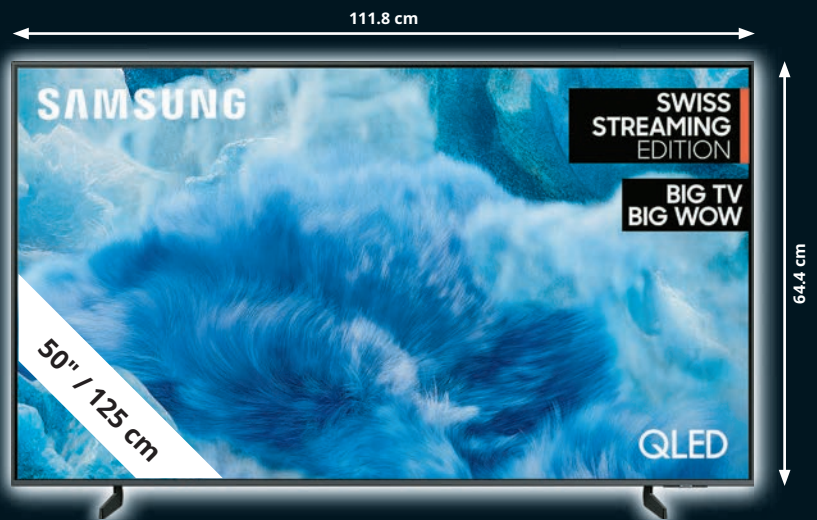 111.8 cm
SAMSUNG
SWISS
STREAMING
EDITION
BIG TV
BIG WOW
64.4 cm
50" / 125 cm
QLED